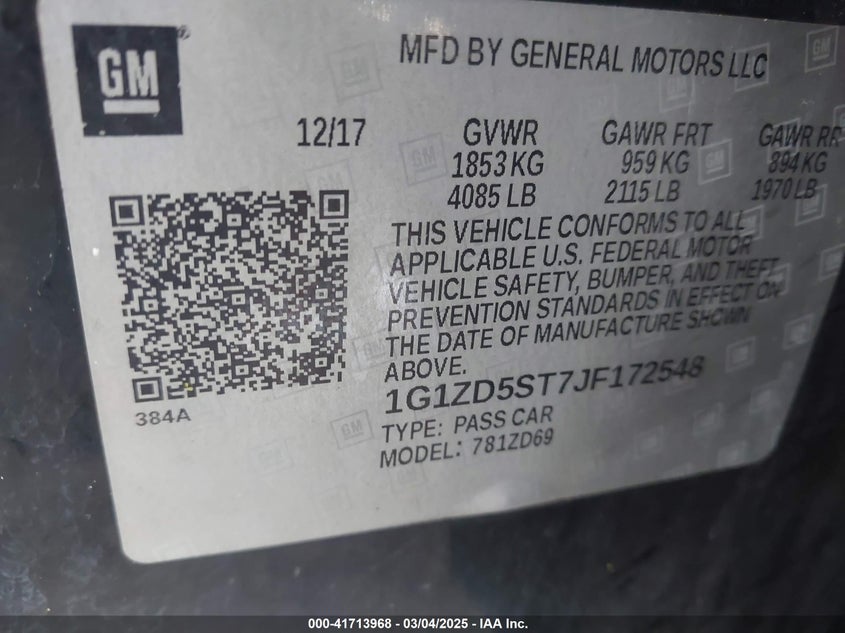 GM
MFD BY GENERAL MOTORS LLC
12/17 GVWR GAWR FRT GAWR RR
1853 KG 959 KG 894 KG
4085 LB 2115 LB 1970 LB
THIS VEHICLE CONFORMS TO ALL
APPLICABLE U.S. FEDERAL MOTOR
VEHICLE SAFETY, BUMPER, AND THEFT
PREVENTION STANDARDS IN EFFECT ON
THE DATE OF MANUFACTURE SHOWN
ABOVE.
384A
1G1ZD5ST7JF172548
TYPE: PASS CAR
MODEL: 781ZD69
000-41713968 - 03/04/2025 - IAA Inc.